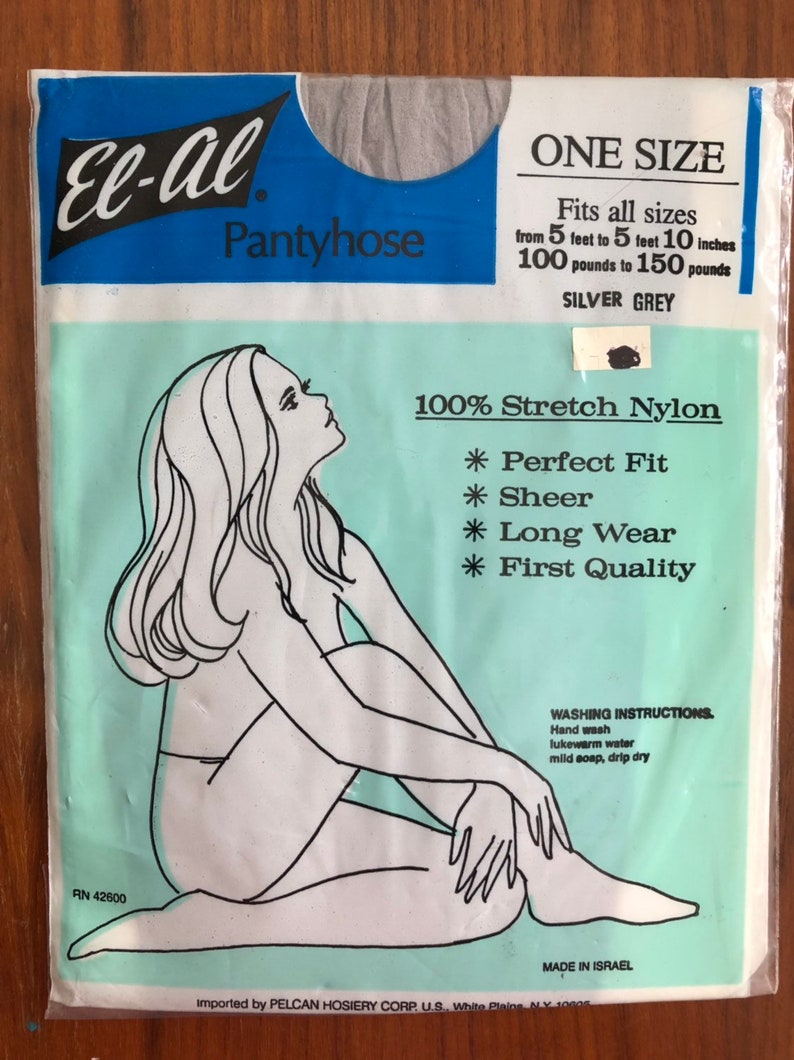 El-Al®
Pantyhose
ONE SIZE
Fits all sizes
from 5 feet to 5 feet 10 inches
100 pounds to 150 pounds
SILVER GREY
100% Stretch Nylon
✳ Perfect Fit
✳ Sheer
✳ Long Wear
✳ First Quality
WASHING INSTRUCTIONS.
Hand wash
lukewarm water
mild soap, drip dry
RN 42600
MADE IN ISRAEL
Imported by PELCAN HOSIERY CORP. U.S., White Plains, N.Y. 10605